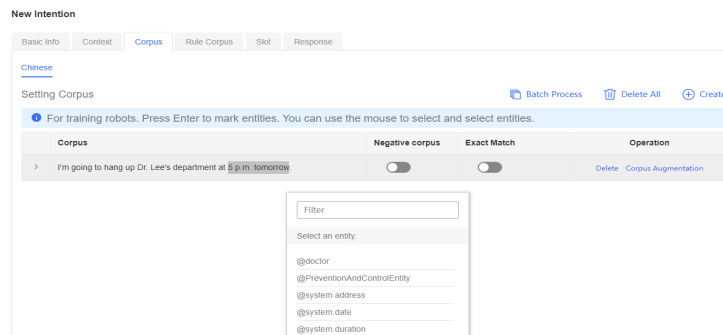 New Intention
Basic Info Context Corpus Rule Corpus Slot Response
Chinese
Setting Corpus Batch Process Delete All Create
For training robots. Press Enter to mark entities. You can use the mouse to select and select entities.
Corpus Negative corpus Exact Match Operation
I'm going to hang up Dr. Lee's department at 5 p.m. tomorrow. Delete Corpus Augmentation
Filter
Select an entity.
@doctor
@PreventionAndControlEntity
@system.address
@system.date
@system.duration